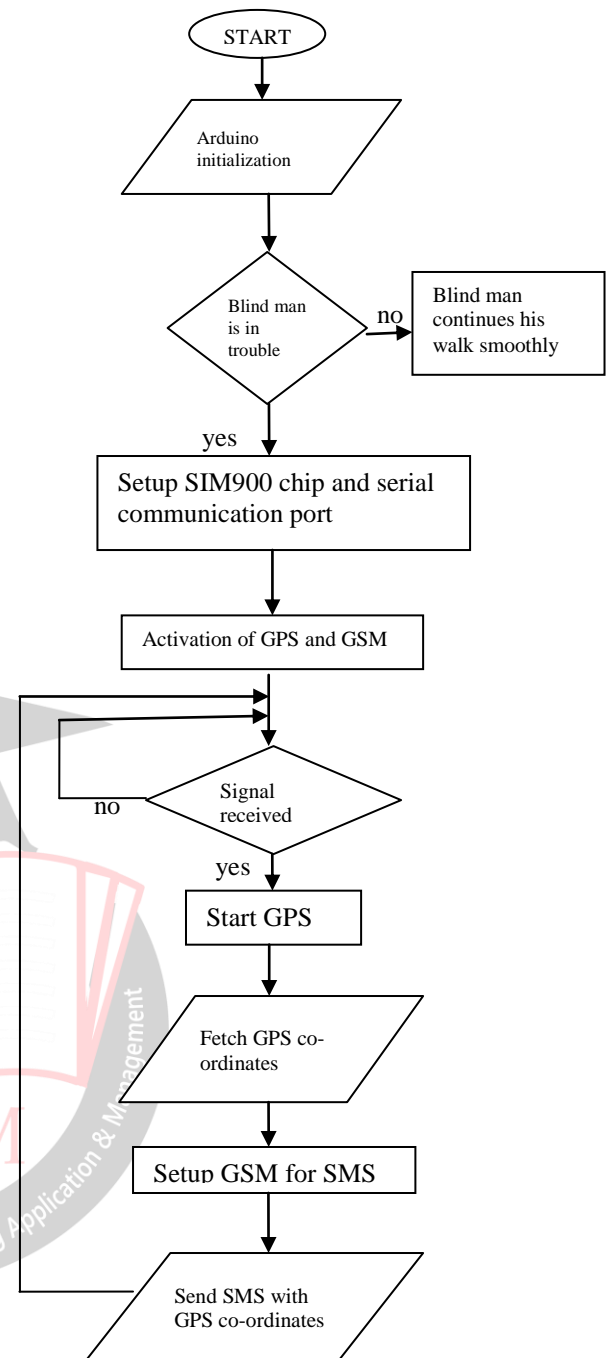 START
Arduino
initialization
Blind man
is in
trouble
no
Blind man
continues his
walk smoothly
yes
Setup SIM900 chip and serial
communication port
Activation of GPS and GSM
Signal
received
no
yes
Start GPS
Fetch GPS co-
ordinates
Setup GSM for SMS
Send SMS with
GPS co-ordinates
Application & Management
M